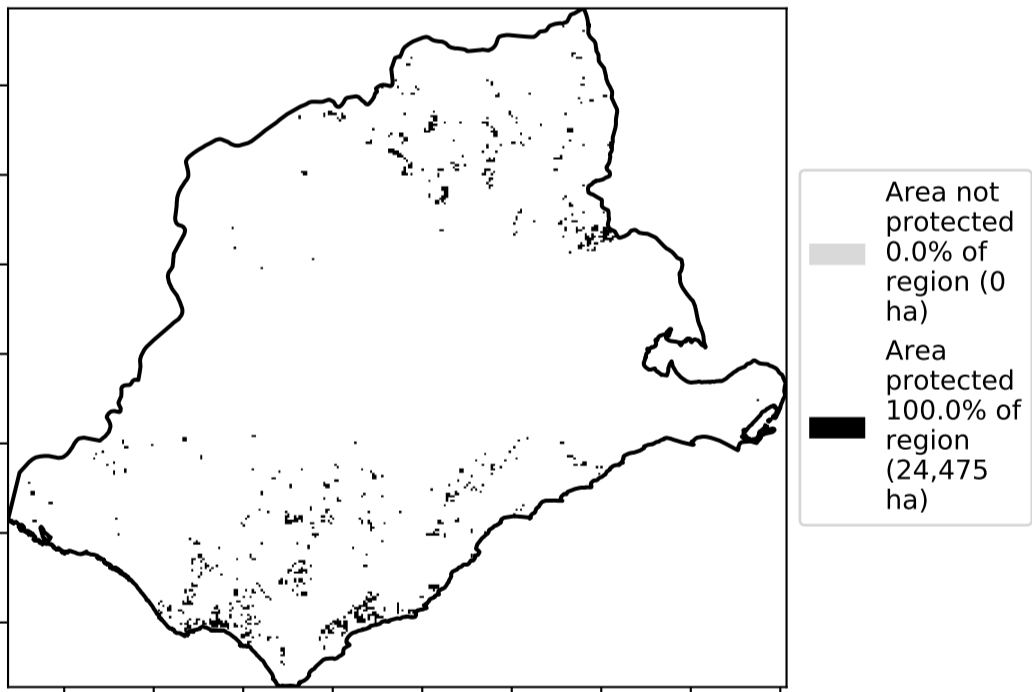 Area not
protected
0.0% of
region (0
ha)
Area
protected
100.0% of
region
(24,475
ha)